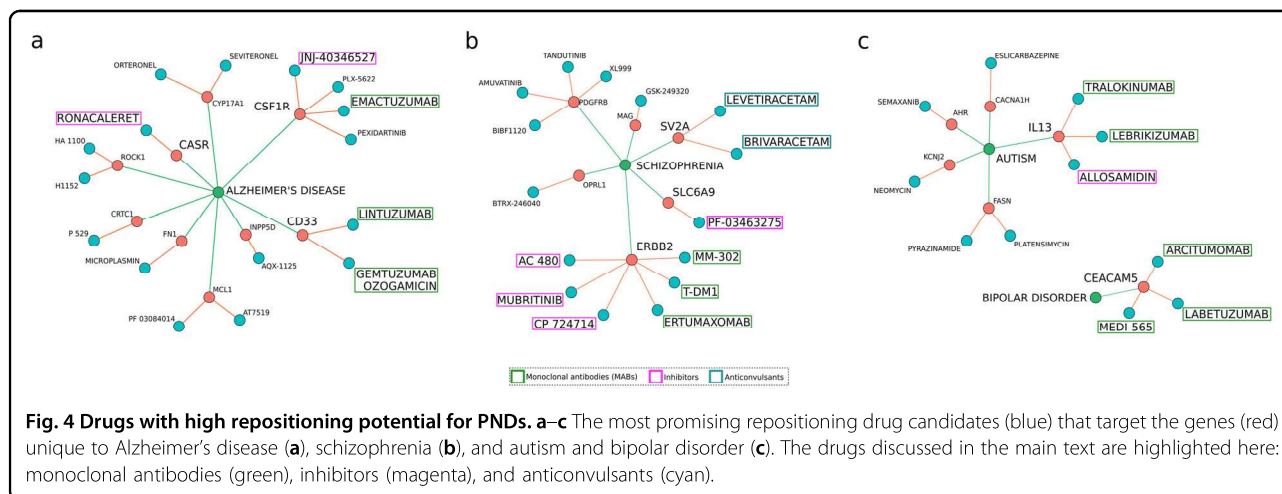 a
b
c
ORTERONEL
SEVITERONEL
JNJ-40346527
PLX-5622
CYP17A1
CSF1R
EMACTUZUMAB
RONACALERET
PEXIDARTINIB
HA 1100
CASR
ROCK1
H1152
ALZHEIMER'S DISEASE
CRTC1
CD33
LINTUZUMAB
P 529
FN1
INPP5D
MICROPLASMIN
AQX-1125
GEMTUZUMAB
OZOGAMICIN
MCL1
PF 03084014
AT7519
TANDUTINIB
XL999
AMUVATINIB
GSK-249320
PDGFRB
LEVETIRACETAM
MAG
BIBF1120
SV2A
BRIVARACETAM
SCHIZOPHRENIA
OPRL1
SLC6A9
BTRX-246040
PF-03463275
ERBB2
AC 480
MM-302
MUBRITINIB
T-DM1
CP 724714
ERTUMAXOMAB
ESLICARBAZEPINE
TRALOKINUMAB
SEMAXANIB
CACNA1H
AHR
IL13
LEBRIKIZUMAB
AUTISM
KCNJ2
ALLOSAMIDIN
NEOMYCIN
FASN
PYRAZINAMIDE
PLATENSIMYCIN
ARCITUMOMAB
CEACAM5
BIPOLAR DISORDER
LABETUZUMAB
MEDI 565
Monoclonal antibodies (MABs) Inhibitors Anticonvulsants
Fig. 4 Drugs with high repositioning potential for PNDs. a–c The most promising repositioning drug candidates (blue) that target the genes (red)
unique to Alzheimer's disease (a), schizophrenia (b), and autism and bipolar disorder (c). The drugs discussed in the main text are highlighted here:
monoclonal antibodies (green), inhibitors (magenta), and anticonvulsants (cyan).